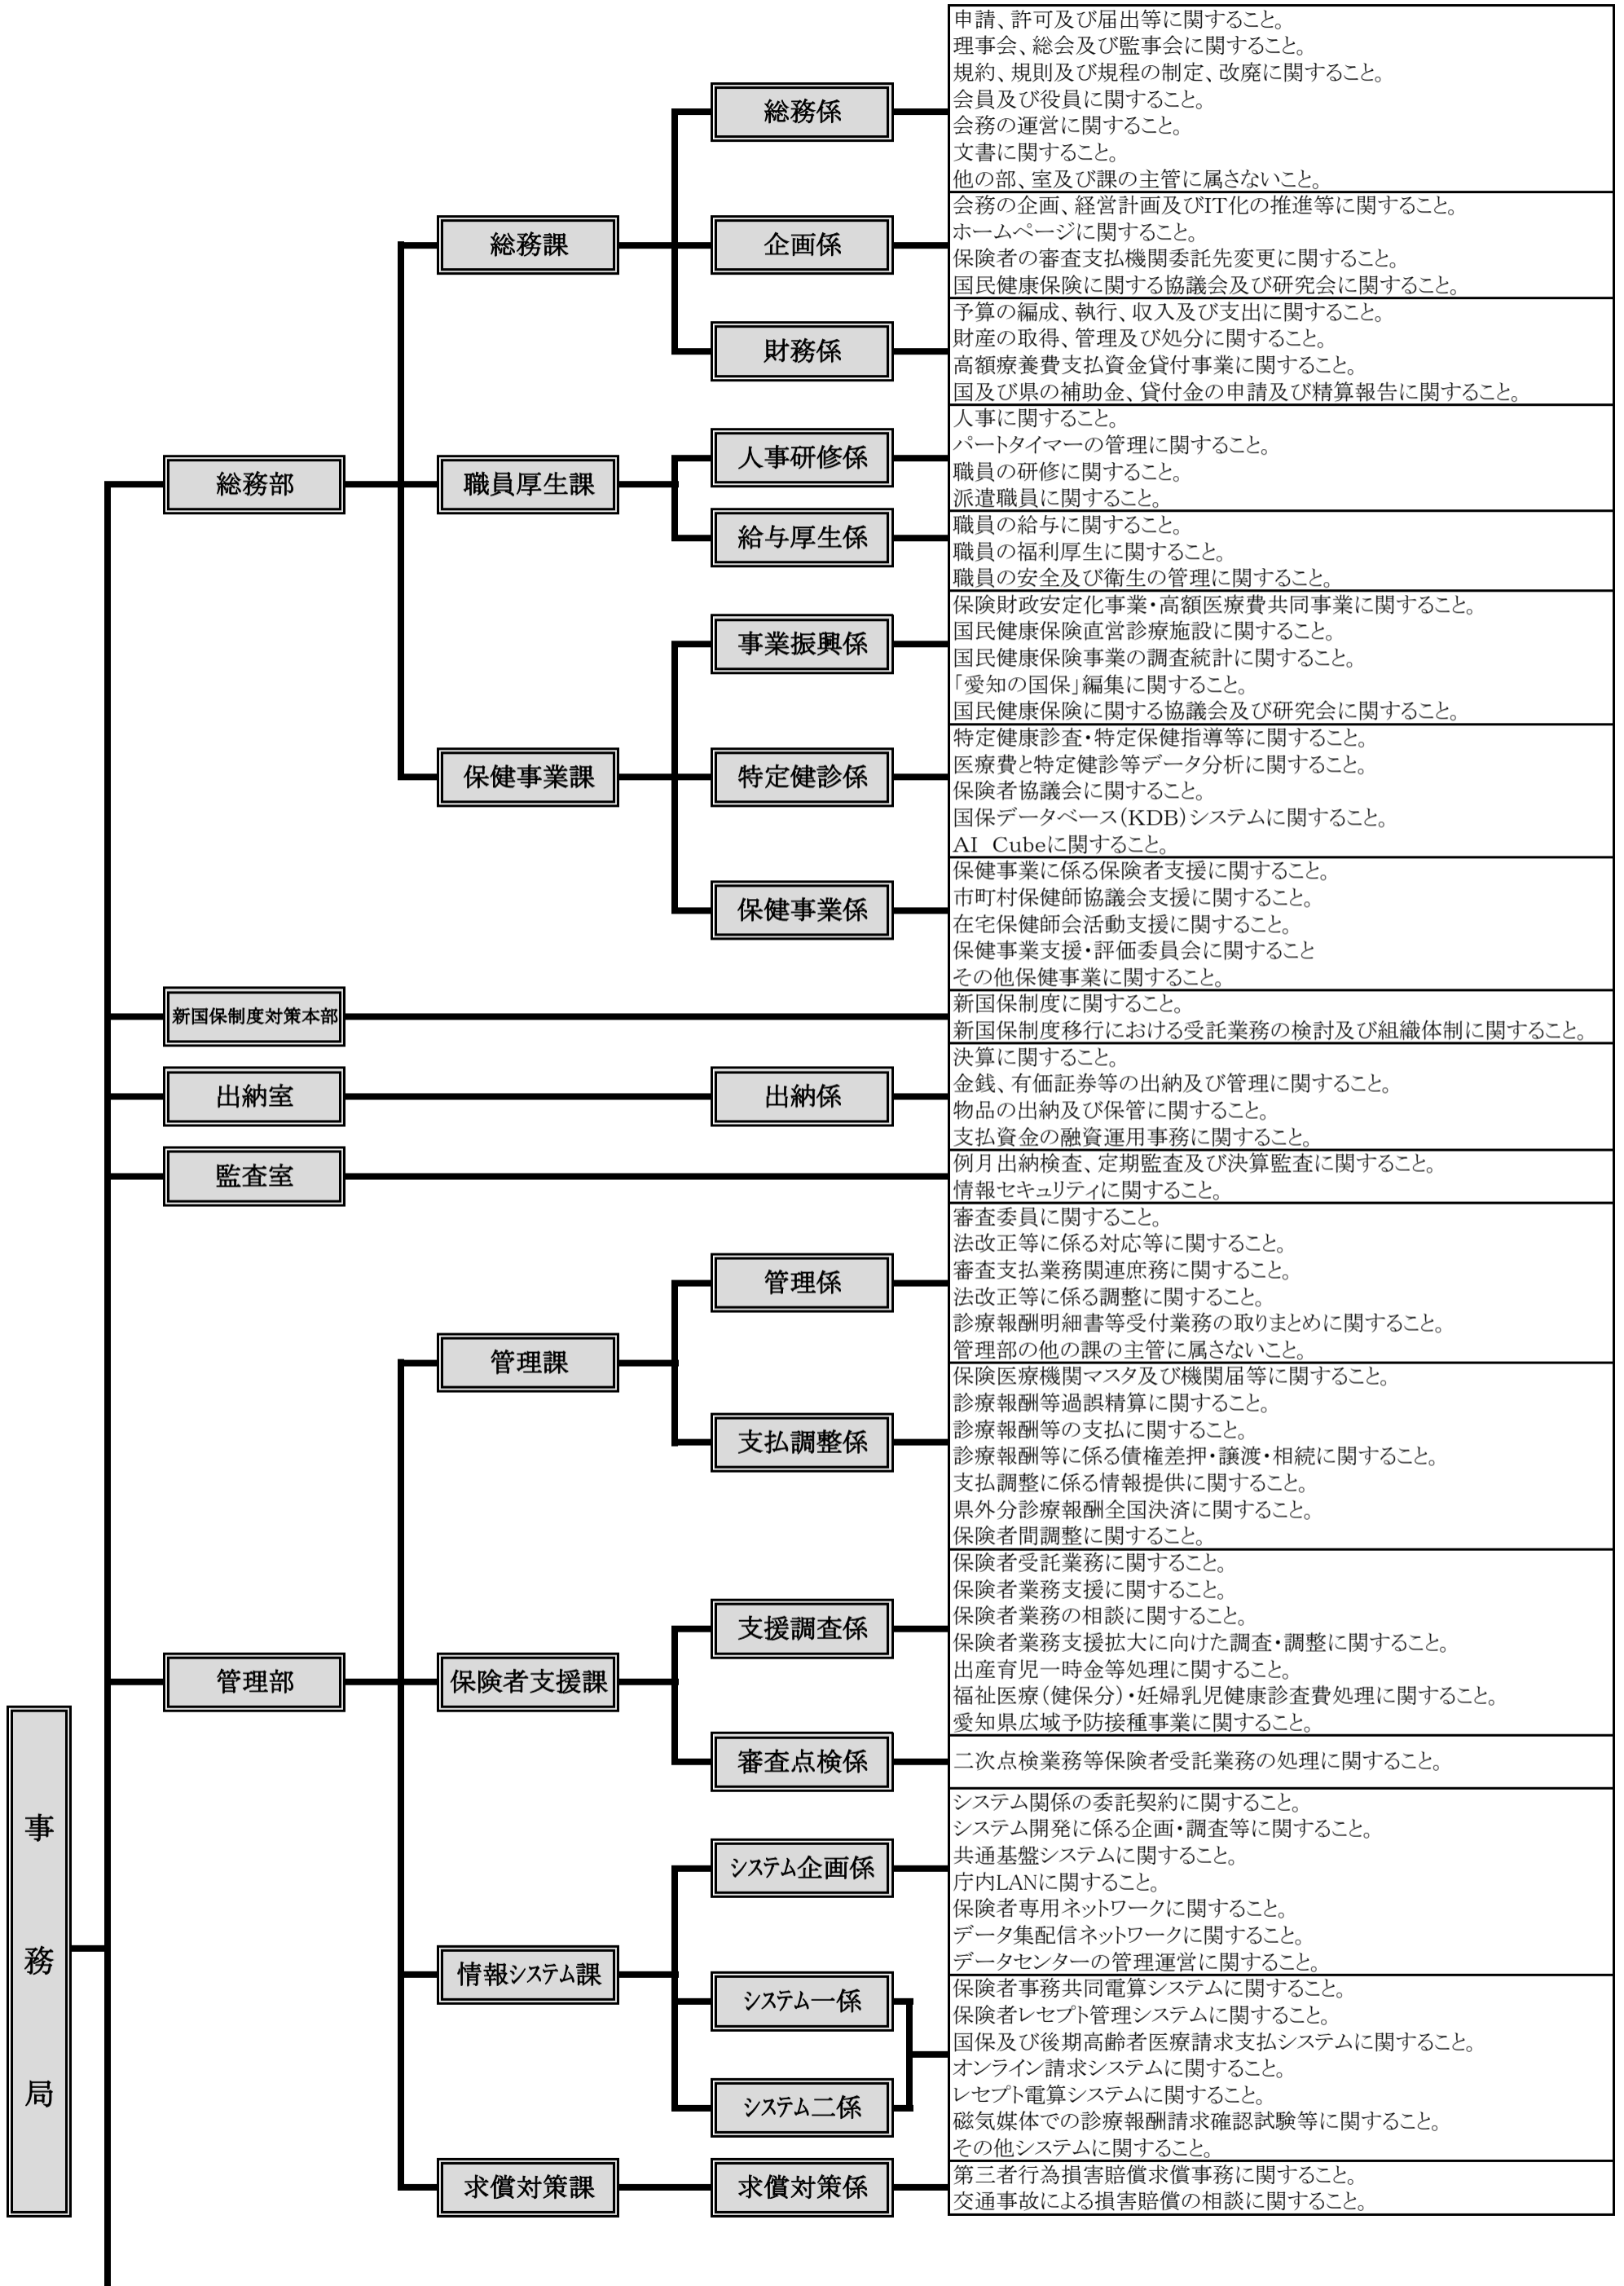 事務局
総務部
総務課
総務係
申請、許可及び届出等に関すること。
理事会、総会及び監事会に関すること。
規約、規則及び規程の制定、改廃に関すること。
会員及び役員に関すること。
会務の運営に関すること。
文書に関すること。
他の部、室及び課の主管に属さないこと。
企画係
会務の企画、経営計画及びIT化の推進等に関すること。
ホームページに関すること。
保険者の審査支払機関委託先変更に関すること。
国民健康保険に関する協議会及び研究会に関すること。
財務係
予算の編成、執行、収入及び支出に関すること。
財産の取得、管理及び処分に関すること。
高額療養費支払資金貸付事業に関すること。
国及び県の補助金、貸付金の申請及び精算報告に関すること。
職員厚生課
人事研修係
人事に関すること。
パートタイマーの管理に関すること。
職員の研修に関すること。
派遣職員に関すること。
給与厚生係
職員の給与に関すること。
職員の福利厚生に関すること。
職員の安全及び衛生の管理に関すること。
保健事業課
事業振興係
保険財政安定化事業・高額医療費共同事業に関すること。
国民健康保険直営診療施設に関すること。
国民健康保険事業の調査統計に関すること。
「愛知の国保」編集に関すること。
国民健康保険に関する協議会及び研究会に関すること。
特定健診係
特定健康診査・特定保健指導等に関すること。
医療費と特定健診等データ分析に関すること。
保険者協議会に関すること。
国保データベース(KDB)システムに関すること。
AI Cubeに関すること。
保健事業係
保健事業に係る保険者支援に関すること。
市町村保健師協議会支援に関すること。
在宅保健師会活動支援に関すること。
保健事業支援・評価委員会に関すること
その他保健事業に関すること。
新国保制度対策本部
新国保制度に関すること。
新国保制度移行における受託業務の検討及び組織体制に関すること。
出納室
出納係
決算に関すること。
金銭、有価証券等の出納及び管理に関すること。
物品の出納及び保管に関すること。
支払資金の融資運用事務に関すること。
監査室
例月出納検査、定期監査及び決算監査に関すること。
情報セキュリティに関すること。
管理部
管理課
管理係
審査委員に関すること。
法改正等に係る対応等に関すること。
審査支払業務関連庶務に関すること。
法改正等に係る調整に関すること。
診療報酬明細書等受付業務の取りまとめに関すること。
管理部の他の課の主管に属さないこと。
支払調整係
保険医療機関マスタ及び機関届等に関すること。
診療報酬等過誤精算に関すること。
診療報酬等の支払に関すること。
診療報酬等に係る債権差押・譲渡・相続に関すること。
支払調整に係る情報提供に関すること。
県外分診療報酬全国決済に関すること。
保険者間調整に関すること。
保険者支援課
支援調査係
保険者受託業務に関すること。
保険者業務支援に関すること。
保険者業務の相談に関すること。
保険者業務支援拡大に向けた調査・調整に関すること。
出産育児一時金等処理に関すること。
福祉医療(健保分)・妊婦乳児健康診査費処理に関すること。
愛知県広域予防接種事業に関すること。
審査点検係
二次点検業務等保険者受託業務の処理に関すること。
情報システム課
システム企画係
システム関係の委託契約に関すること。
システム開発に係る企画・調査等に関すること。
共通基盤システムに関すること。
庁内LANに関すること。
保険者専用ネットワークに関すること。
データ集配信ネットワークに関すること。
データセンターの管理運営に関すること。
システム一係
システム二係
保険者事務共同電算システムに関すること。
保険者レセプト管理システムに関すること。
国保及び後期高齢者医療請求支払システムに関すること。
オンライン請求システムに関すること。
レセプト電算システムに関すること。
磁気媒体での診療報酬請求確認試験等に関すること。
その他システムに関すること。
求償対策課
求償対策係
第三者行為損害賠償求償事務に関すること。
交通事故による損害賠償の相談に関すること。